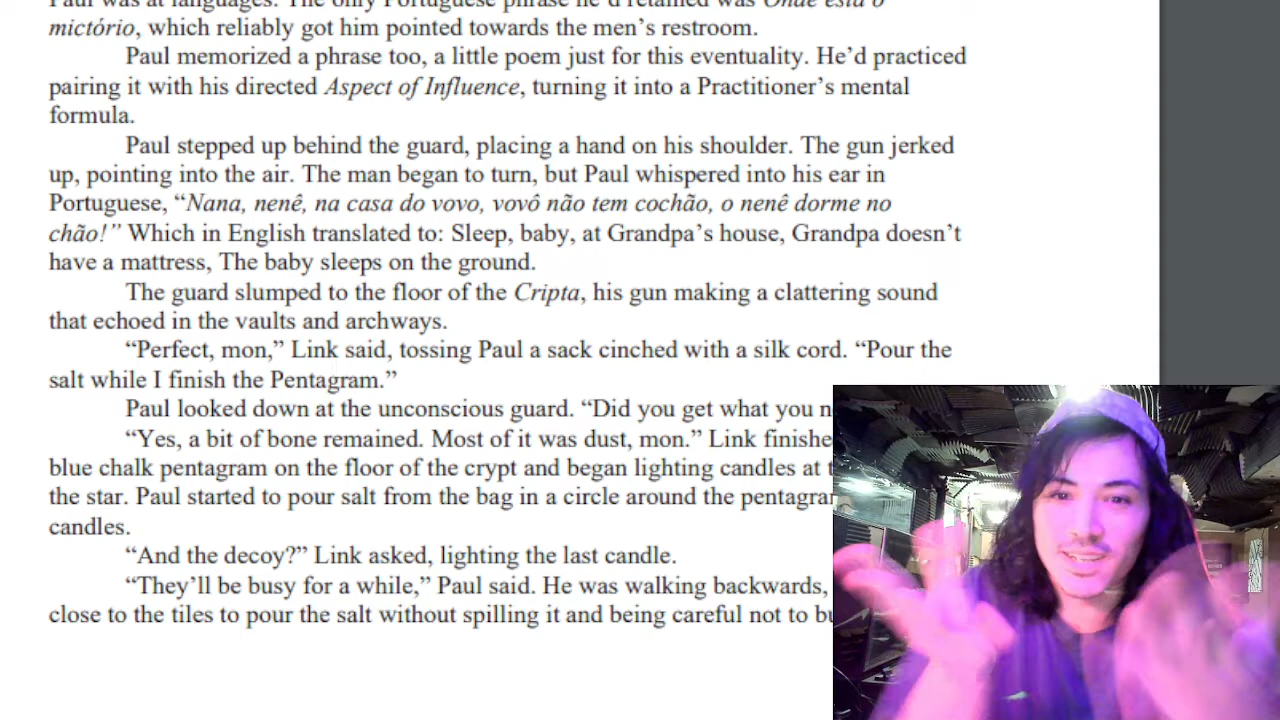 Paul was at languages. The only Portuguese phrase he'd retained was Onde está o
mictório, which reliably got him pointed towards the men's restroom.
Paul memorized a phrase too, a little poem just for this eventuality. He'd practiced
pairing it with his directed Aspect of Influence, turning it into a Practitioner's mental
formula.
Paul stepped up behind the guard, placing a hand on his shoulder. The gun jerked
up, pointing into the air. The man began to turn, but Paul whispered into his ear in
Portuguese, “Nana, nenê, na casa do vovo, vovô não tem cochão, o nenê dorme no
chão!” Which in English translated to: Sleep, baby, at Grandpa's house, Grandpa doesn't
have a mattress, The baby sleeps on the ground.
The guard slumped to the floor of the Cripta, his gun making a clattering sound
that echoed in the vaults and archways.
“Perfect, mon,” Link said, tossing Paul a sack cinched with a silk cord. “Pour the
salt while I finish the Pentagram.”
Paul looked down at the unconscious guard. “Did you get what you
“Yes, a bit of bone remained. Most of it was dust, mon.” Link
blue chalk pentagram on the floor of the crypt and began lighting candles at
the star. Paul started to pour salt from the bag in a circle around the
candles.
“And the decoy?” Link asked, lighting the last candle.
“They'll be busy for a while,” Paul said. He was walking backwards,
close to the tiles to pour the salt without spilling it and being careful not to